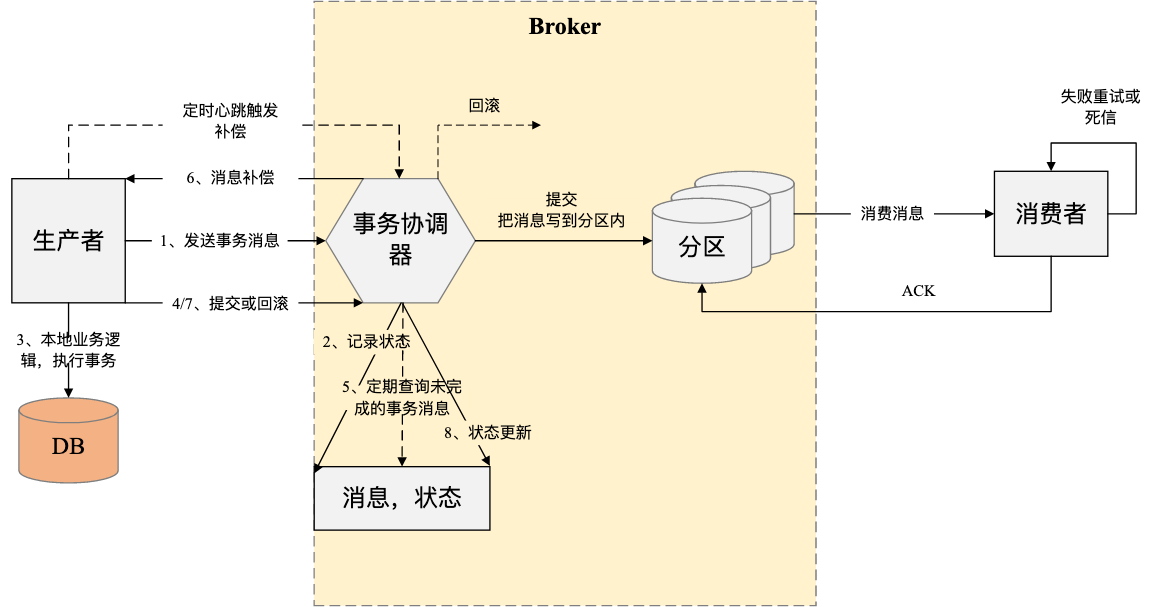 Broker
定时心跳触发
补偿
回滚
失败重试或
死信
6、消息补偿
生产者
1、发送事务消息
事务协调
器
提交
把消息写到分区内
分区
消费消息
消费者
4/7、提交或回滚
ACK
3、本地业务逻
辑，执行事务
2、记录状态
5、定期查询未完
成的事务消息
8、状态更新
DB
消息，状态